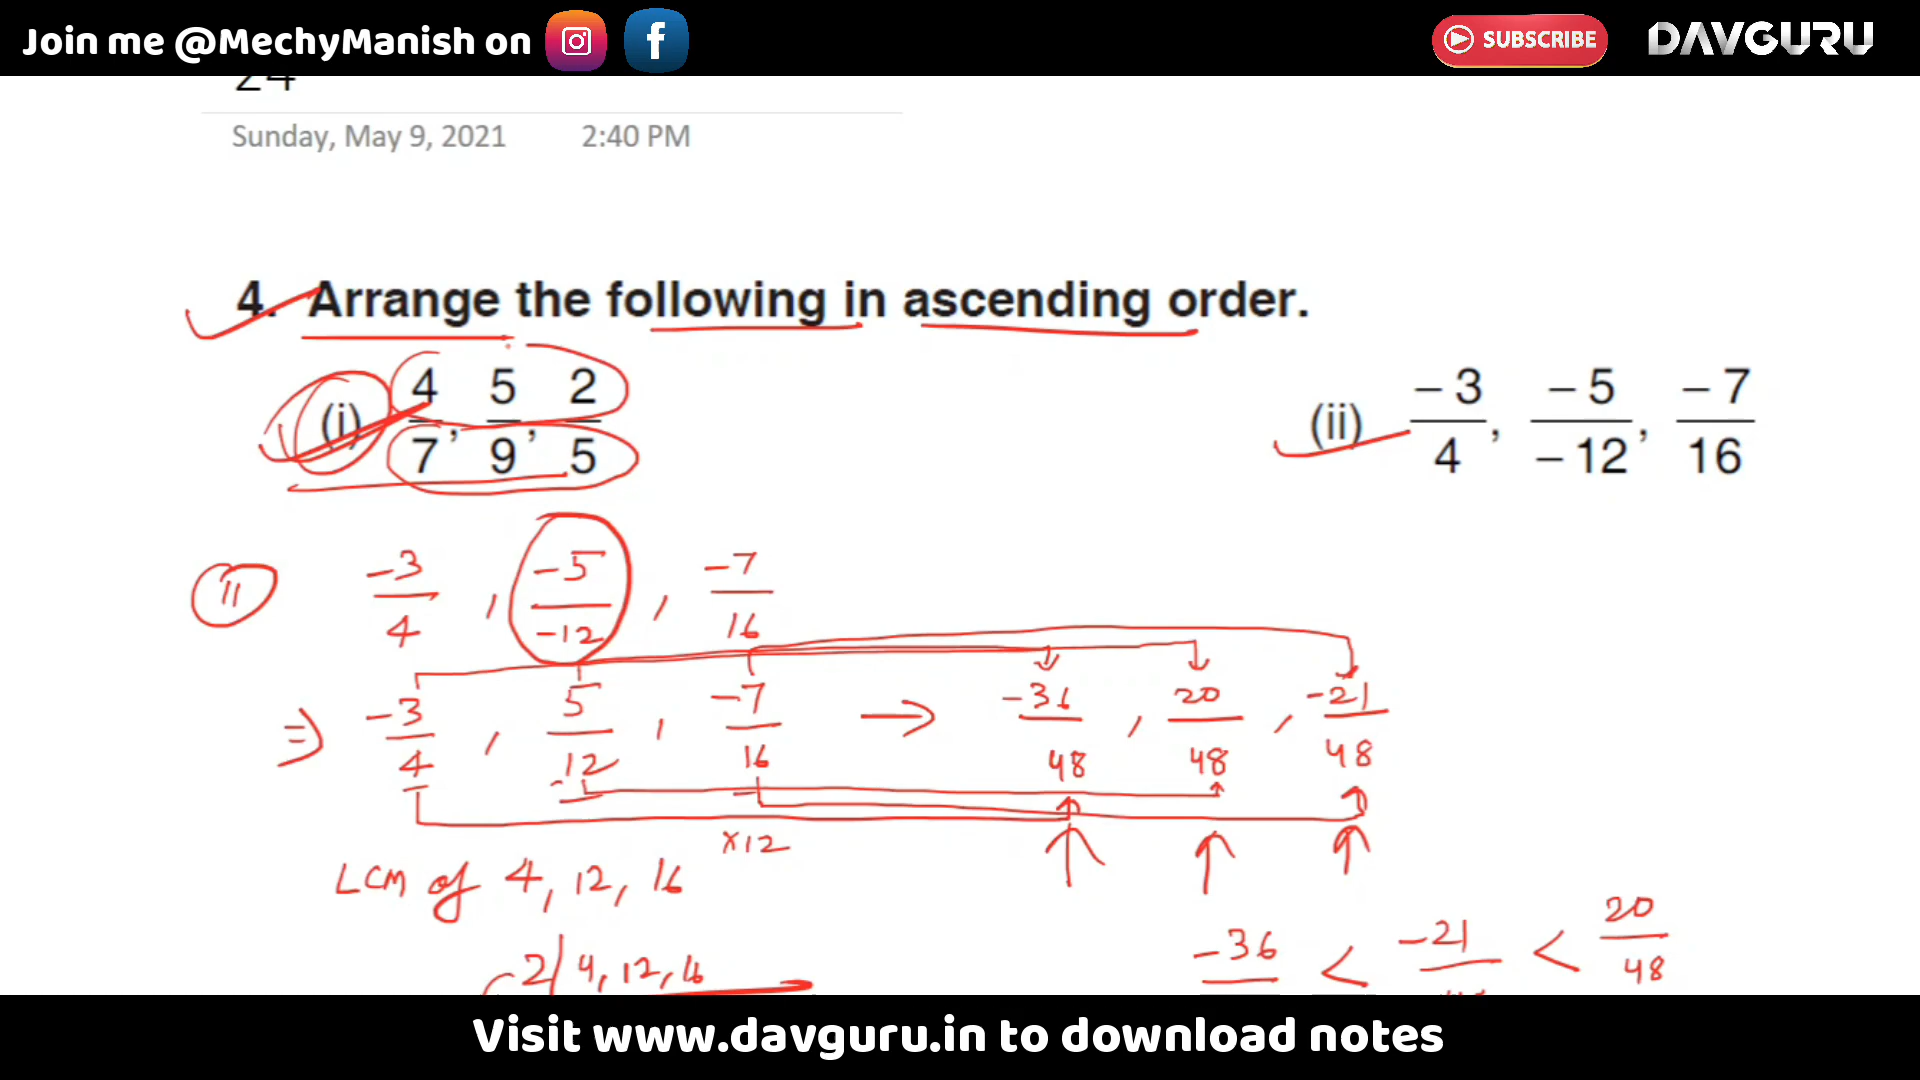 Join me @MechyManish on
SUBSCRIBE DAVGURU
24
Sunday, May 9, 2021 2:40 PM
4. Arrange the following in ascending order.
(i) 4/7, 5/9, 2/5 (ii) -3/4, -5/-12, -7/16
II -3/4, -5/-12, -7/16
⇒ -3/4, 5/12, -7/16 → -36/48, 20/48, -21/48
×12
LCM of 4, 12, 16
2| 4, 12, 16
-36 < -21 < 20/48
Visit www.davguru.in to download notes